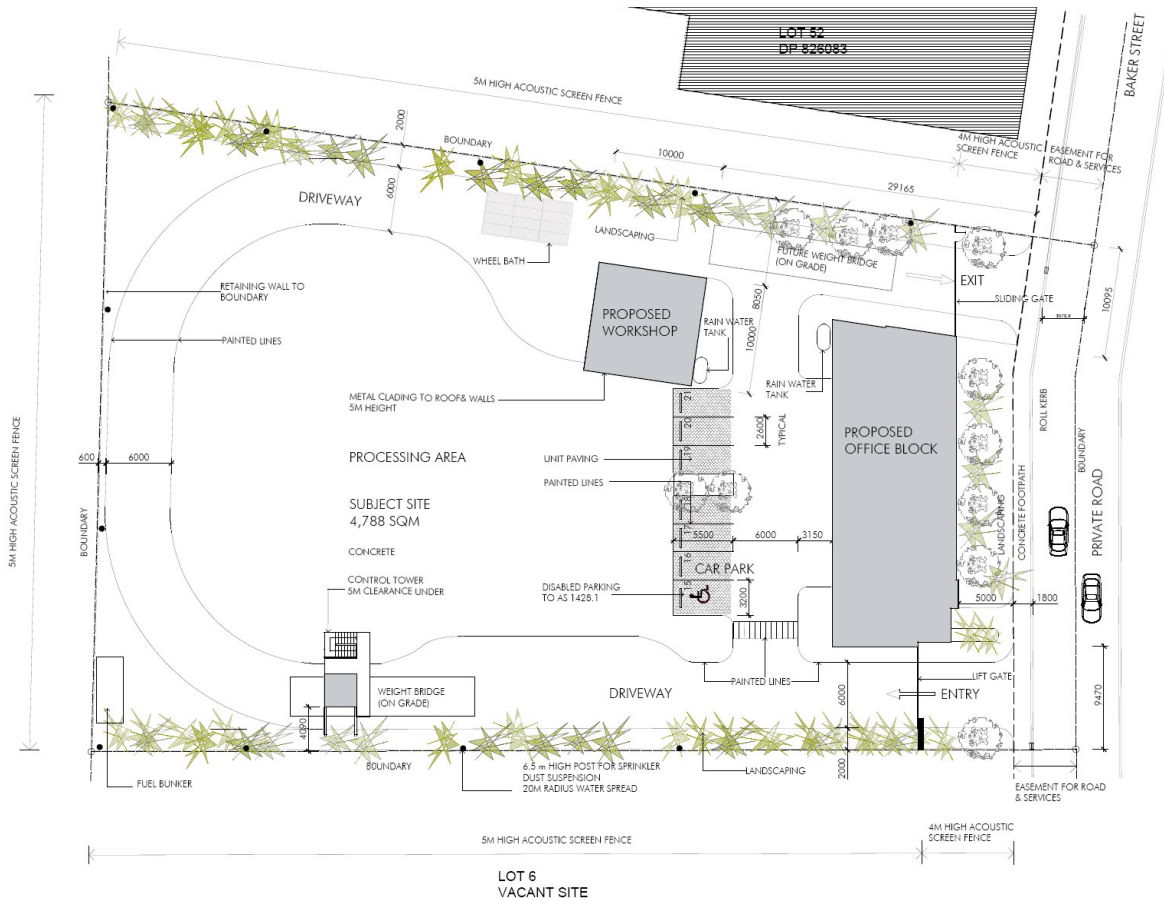 LOT 52
DP 826083
BAKER STREET
5M HIGH ACOUSTIC SCREEN FENCE
4M HIGH ACOUSTIC
SCREEN FENCE
EASEMENT FOR
ROAD & SERVICES
2000
BOUNDARY
10000
29165
DRIVEWAY
6000
LANDSCAPING
WHEEL BATH
FUTURE WEIGHT BRIDGE
(ON GRADE)
EXIT
SLIDING GATE
RETAINING WALL TO
BOUNDARY
PAINTED LINES
PROPOSED
WORKSHOP
RAIN WATER
TANK
8050
10000
10095
RAIN WATER
TANK
METAL CLADING TO ROOF& WALLS
5M HEIGHT
21
20
19
2600
TYPICAL
PROPOSED
OFFICE BLOCK
ROLL KERB
BOUNDARY
5M HIGH ACOUSTIC SCREEN FENCE
600
6000
PROCESSING AREA
UNIT PAVING
PAINTED LINES
SUBJECT SITE
4,788 SQM
CONCRETE
18
17
16
15
5500
6000
3150
CAR PARK
LANDSCAPING
CONCRETE FOOTPATH
PRIVATE ROAD
BOUNDARY
CONTROL TOWER
5M CLEARANCE UNDER
DISABLED PARKING
TO AS 1428.1
3200
5000
1800
WEIGHT BRIDGE
(ON GRADE)
4090
DRIVEWAY
PAINTED LINES
LIFT GATE
6000
ENTRY
9470
2000
FUEL BUNKER
BOUNDARY
6.5 m HIGH POST FOR SPRINKLER
DUST SUSPENSION
20M RADIUS WATER SPREAD
LANDSCAPING
EASEMENT FOR ROAD
& SERVICES
5M HIGH ACOUSTIC SCREEN FENCE
4M HIGH ACOUSTIC
SCREEN FENCE
LOT 6
VACANT SITE